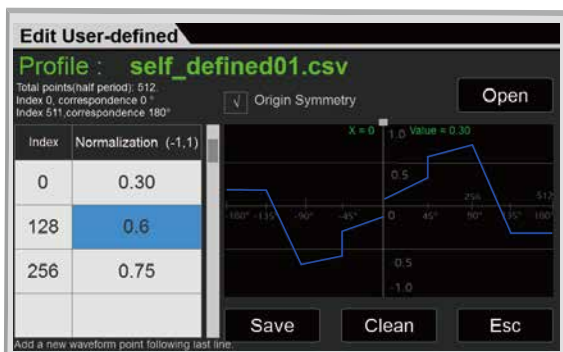 Edit User-defined
Profile : self_defined01.csv
Total points(half period): 512.
Index 0, correspondence 0 °
Index 511,correspondence 180°
√ Origin Symmetry
Open
Index Normalization (-1,1)
0 0.30
128 0.6
256 0.75
X = 0 1.0 Value = 0.30
0.5
256 512
-180° -135° -90° -45° 0 45° 90° 135° 180°
-0.5
-1.0
Save Clean Esc
Add a new waveform point following last line.